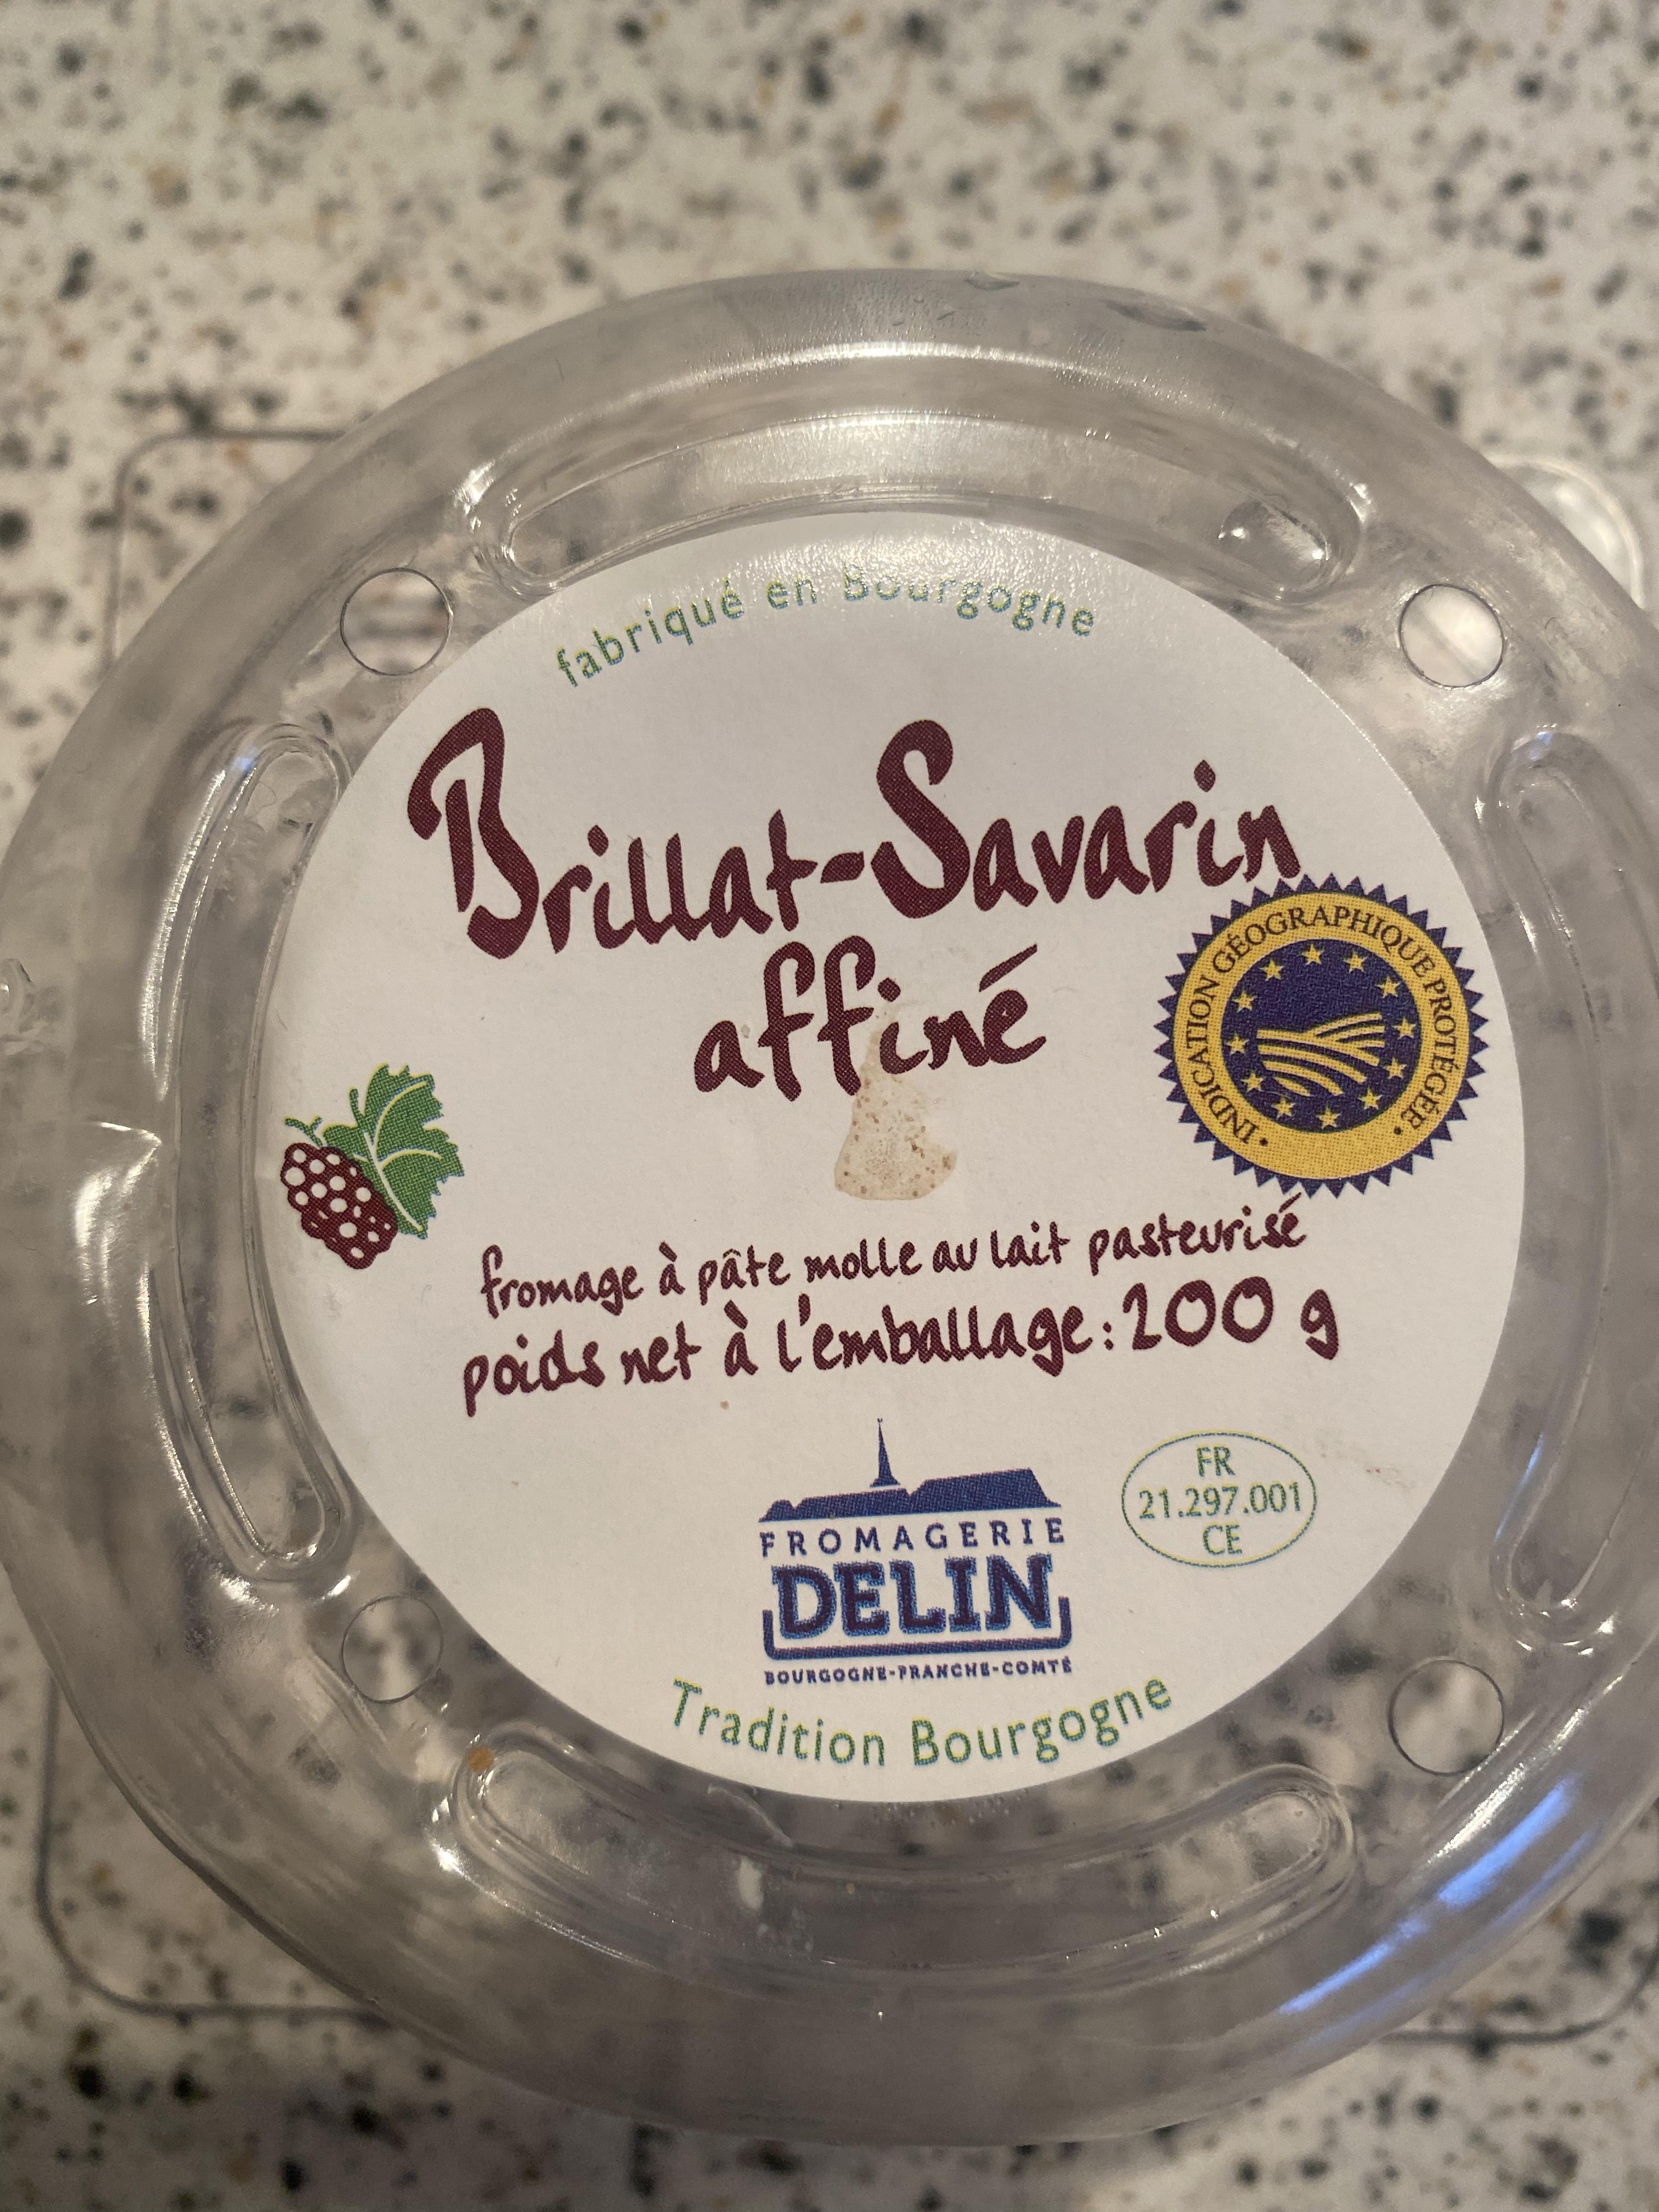 fabriqué en Bourgogne
Brillat-Savarin
affiné
INDICATION GÉOGRAPHIQUE PROTÉGÉE
fromage à pâte molle au lait pasteurisé
poids net à l'emballage: 200 g
FR
21.297.001
CE
FROMAGERIE
DELIN
BOURGOGNE-FRANCHE-COMTÉ
Tradition Bourgogne